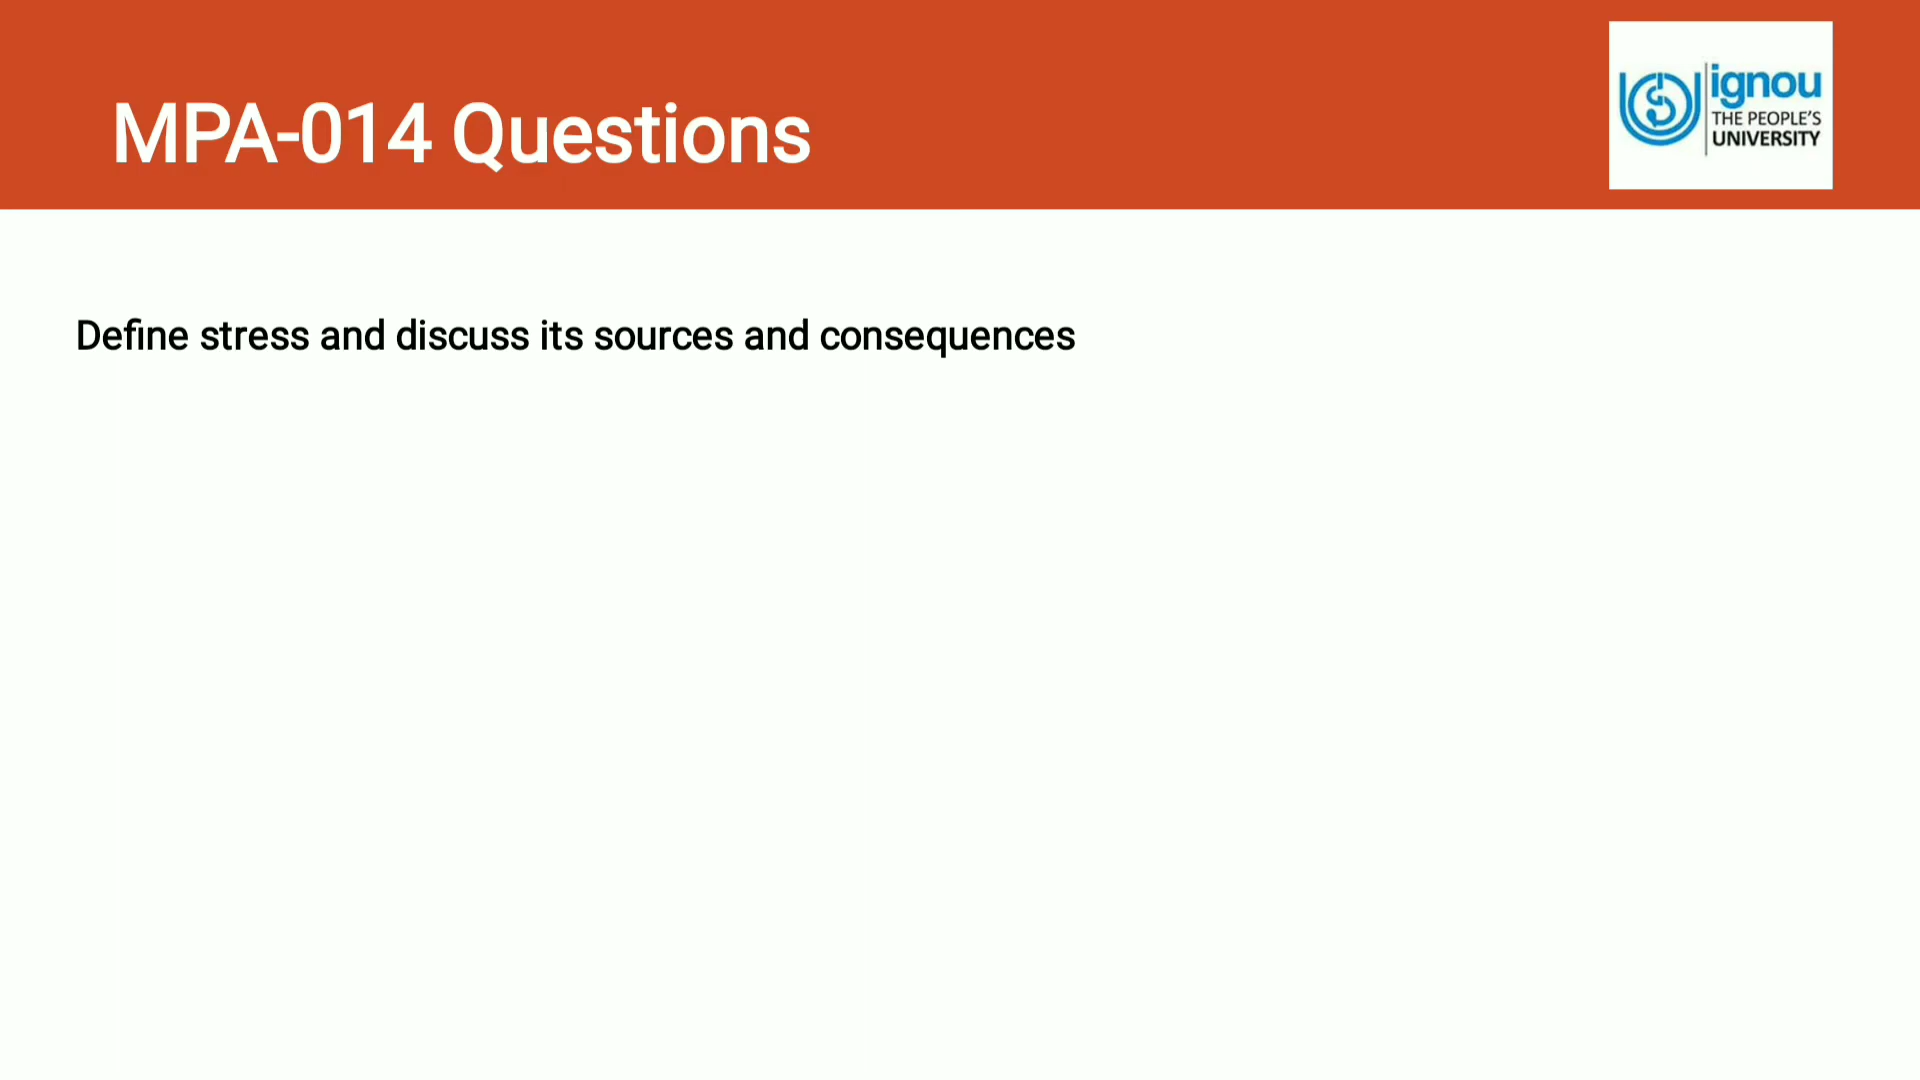 MPA-014 Questions
ignou
THE PEOPLE'S
UNIVERSITY
Define stress and discuss its sources and consequences